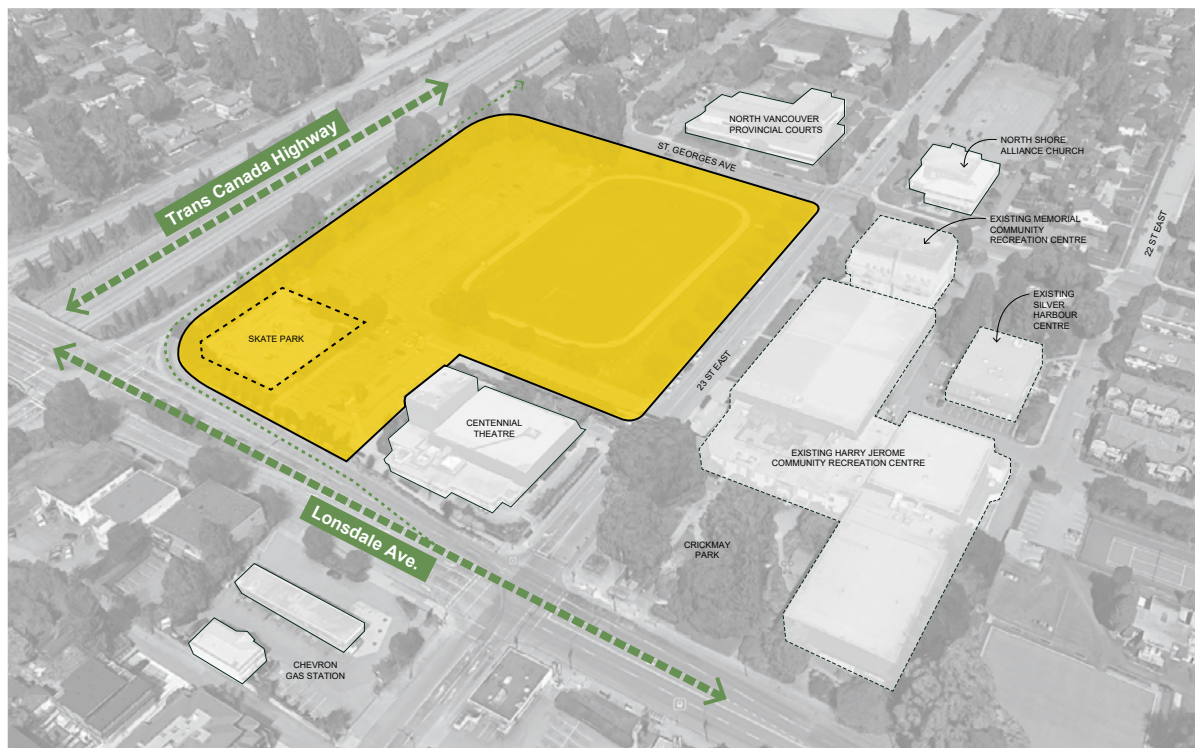 Trans Canada Highway
NORTH VANCOUVER
PROVINCIAL COURTS
ST. GEORGES AVE
NORTH SHORE
ALLIANCE CHURCH
EXISTING MEMORIAL
COMMUNITY
RECREATION CENTRE
22 ST EAST
EXISTING
SILVER
HARBOUR
CENTRE
SKATE PARK
23 ST EAST
CENTENNIAL
THEATRE
EXISTING HARRY JEROME
COMMUNITY RECREATION CENTRE
Lonsdale Ave.
CRICKMAY
PARK
CHEVRON
GAS STATION